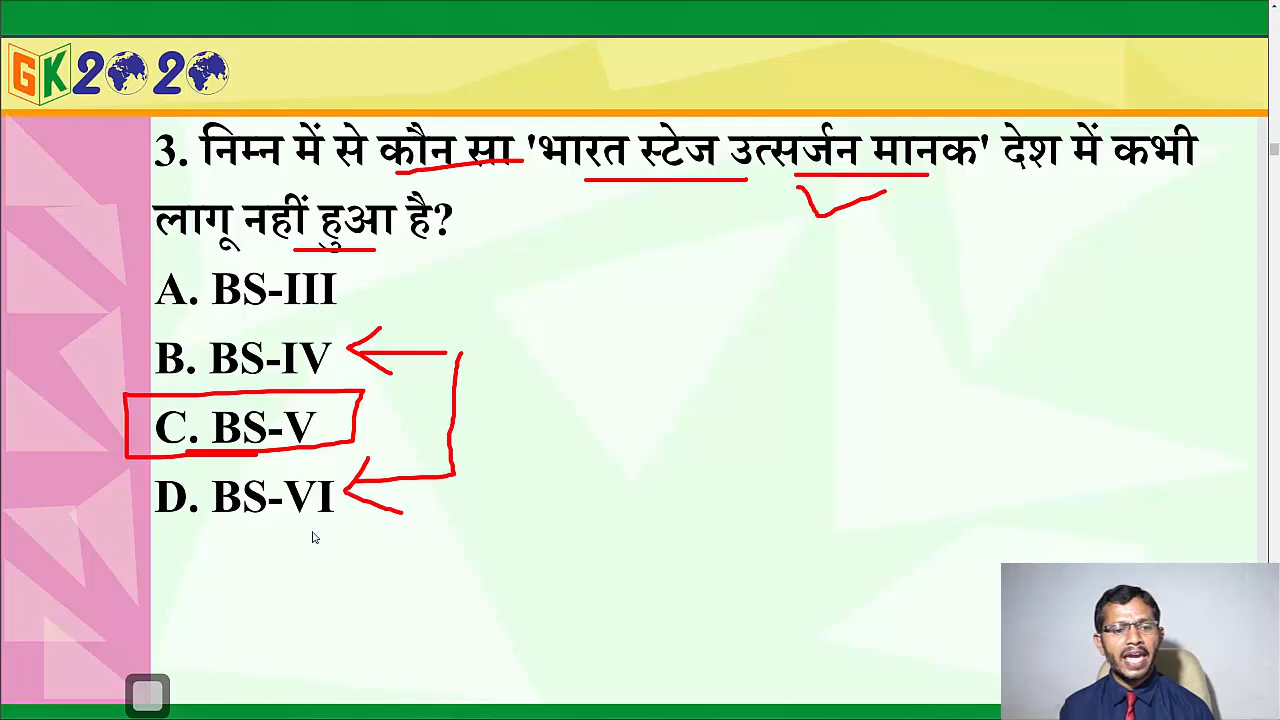 GK2020
3. निम्न में से कौन सा 'भारत स्टेज उत्सर्जन मानक' देश में कभी
लागू नहीं हुआ है?
A. BS-III
B. BS-IV
C. BS-V
D. BS-VI